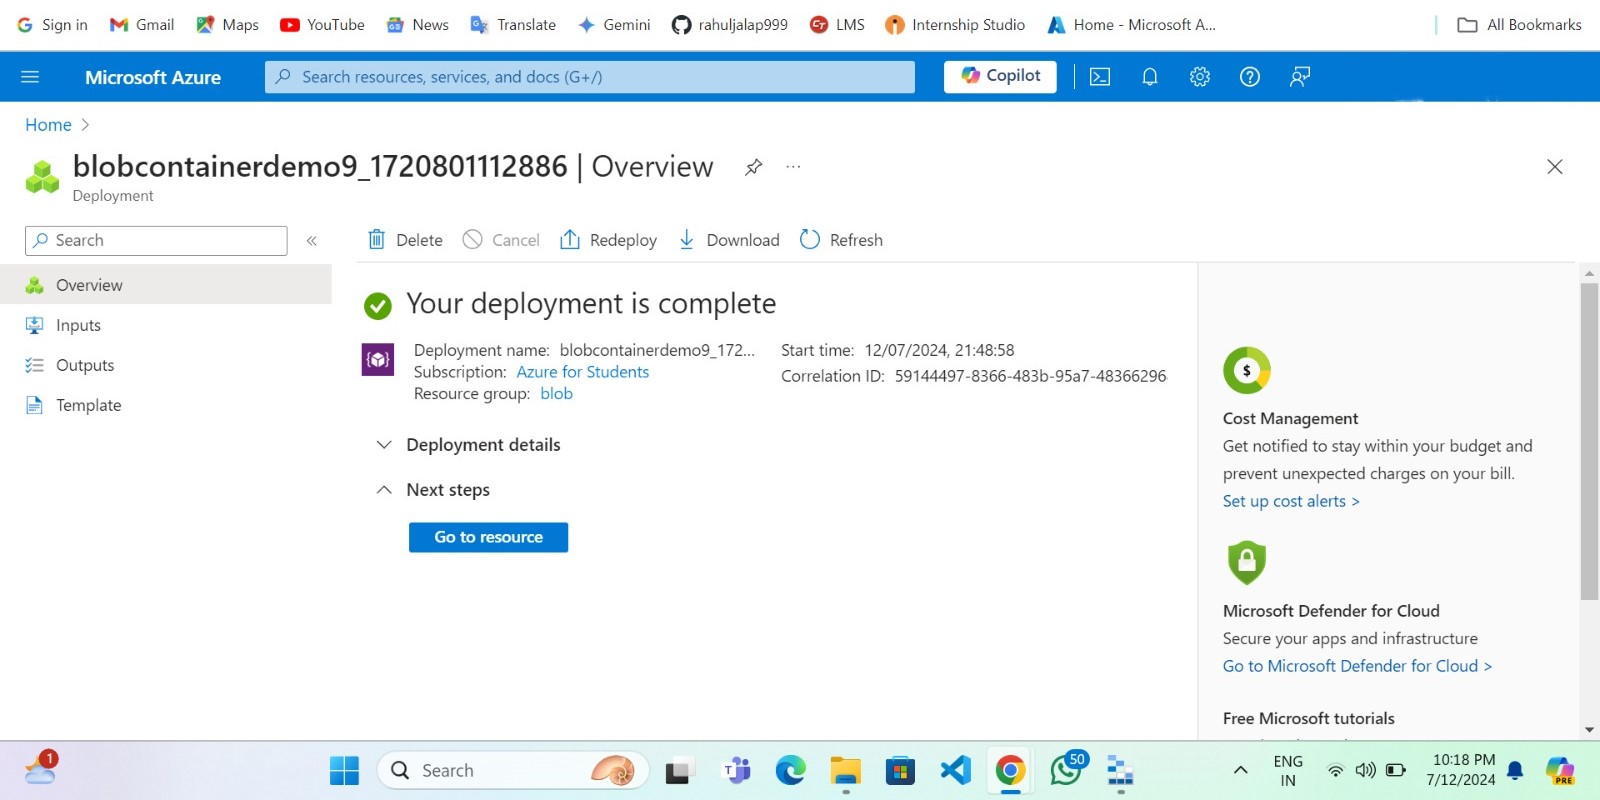 Sign in Gmail Maps YouTube News Translate Gemini rahuljalap999 LMS Internship Studio Home - Microsoft A... All Bookmarks
Microsoft Azure Search resources, services, and docs (G+/) Copilot
Home
blobcontainerdemo9_1720801112886 | Overview ...
Deployment
Search « Delete Cancel Redeploy Download Refresh
Overview
Inputs
Outputs
Template
Your deployment is complete
Deployment name: blobcontainerdemo9_172...
Subscription: Azure for Students
Resource group: blob
Start time: 12/07/2024, 21:48:58
Correlation ID: 59144497-8366-483b-95a7-48366296
Deployment details
Next steps
Go to resource
$
Cost Management
Get notified to stay within your budget and
prevent unexpected charges on your bill.
Set up cost alerts >
Microsoft Defender for Cloud
Secure your apps and infrastructure
Go to Microsoft Defender for Cloud >
Free Microsoft tutorials
1 Search 50 ENG 10:18 PM
IN 7/12/2024 PRE